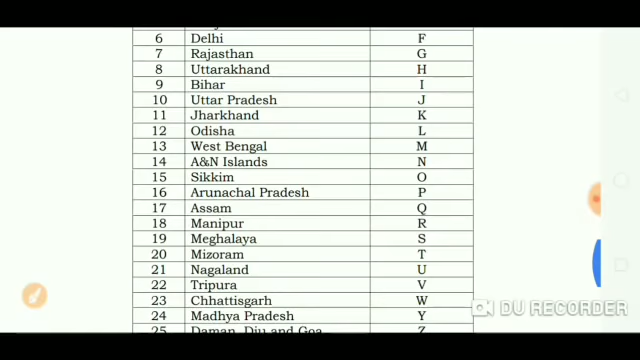 6 Delhi F
7 Rajasthan G
8 Uttarakhand H
9 Bihar I
10 Uttar Pradesh J
11 Jharkhand K
12 Odisha L
13 West Bengal M
14 A&N Islands N
15 Sikkim O
16 Arunachal Pradesh P
17 Assam Q
18 Manipur R
19 Meghalaya S
20 Mizoram T
21 Nagaland U
22 Tripura V
23 Chhattisgarh W
24 Madhya Pradesh Y
25 Daman, Diu and Goa Z
DU RECORDER